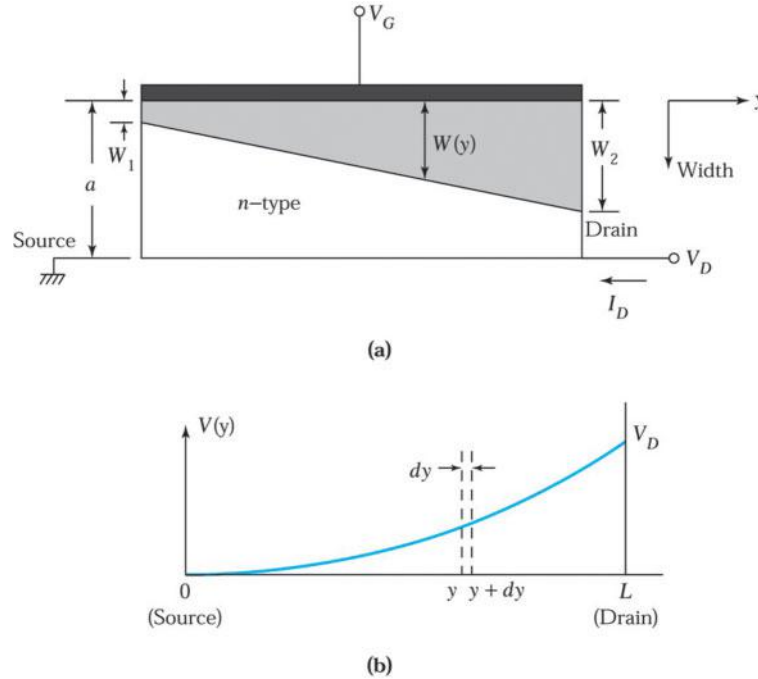 V_G
y
W_1
W(y)
W_2
Width
a
n–type
Source
Drain
V_D
I_D
(a)
V(y)
V_D
dy
0
y
y + dy
L
(Source)
(Drain)
(b)